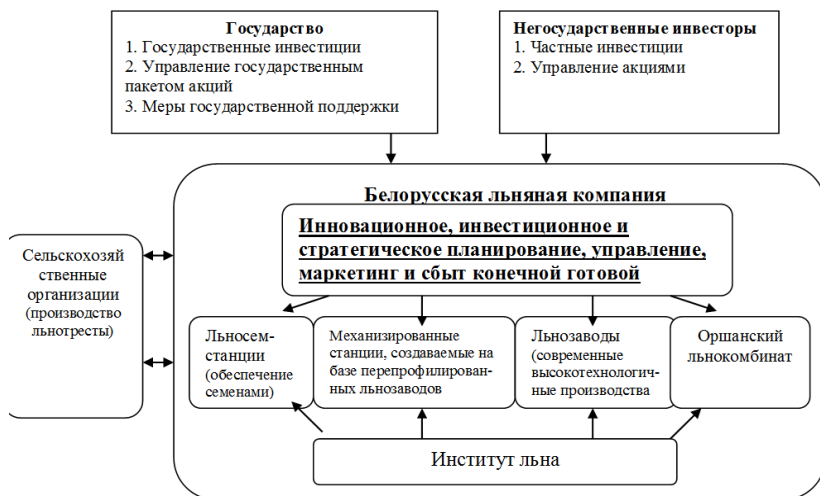 Государство
1. Государственные инвестиции
2. Управление государственным
пакетом акций
3. Меры государственной поддержки
Негосударственные инвесторы
1. Частные инвестиции
2. Управление акциями
Белорусская льняная компания
Инновационное, инвестиционное и
стратегическое планирование, управление,
маркетинг и сбыт конечной готовой
Сельскохозяй
ственные
организации
(производство
льнотресты)
Льносем-
станции
(обеспечение
семенами)
Механизированные
станции, создаваемые на
базе перепрофилирован-
ных льнозаводов
Льнозаводы
(современные
высокотехнологич-
ные производства
Оршанский
льнокомбинат
Институт льна